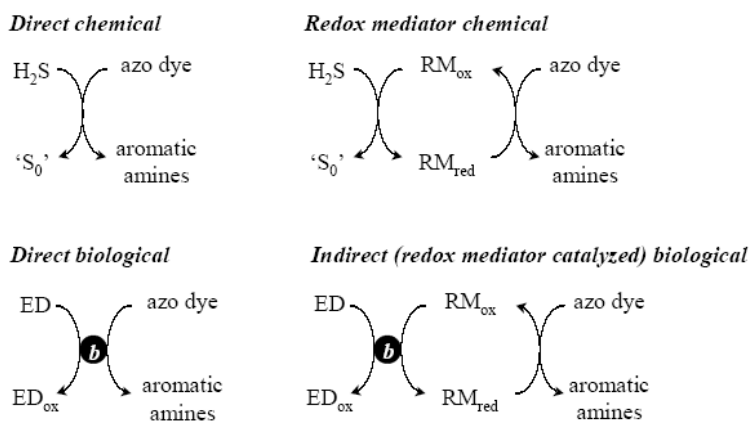 Direct chemical
H₂S azo dye
‘S₀’ aromatic amines
Redox mediator chemical
H₂S RMₒₓ azo dye
‘S₀’ RM_red aromatic amines
Direct biological
ED azo dye
b
EDₒₓ aromatic amines
Indirect (redox mediator catalyzed) biological
ED RMₒₓ azo dye
b
EDₒₓ RM_red aromatic amines